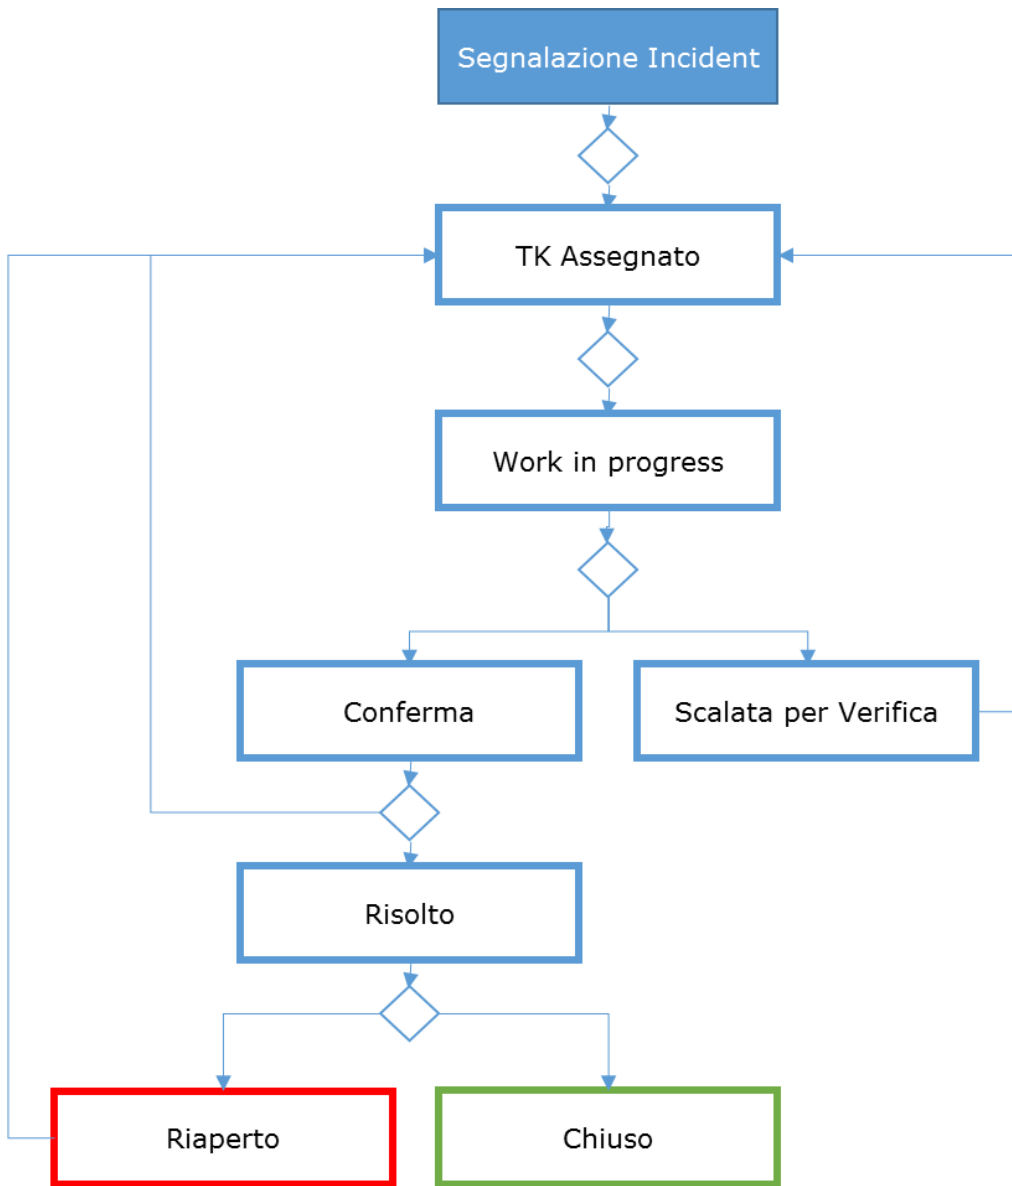 Segnalazione Incident
TK Assegnato
Work in progress
Conferma
Scalata per Verifica
Risolto
Riaperto
Chiuso